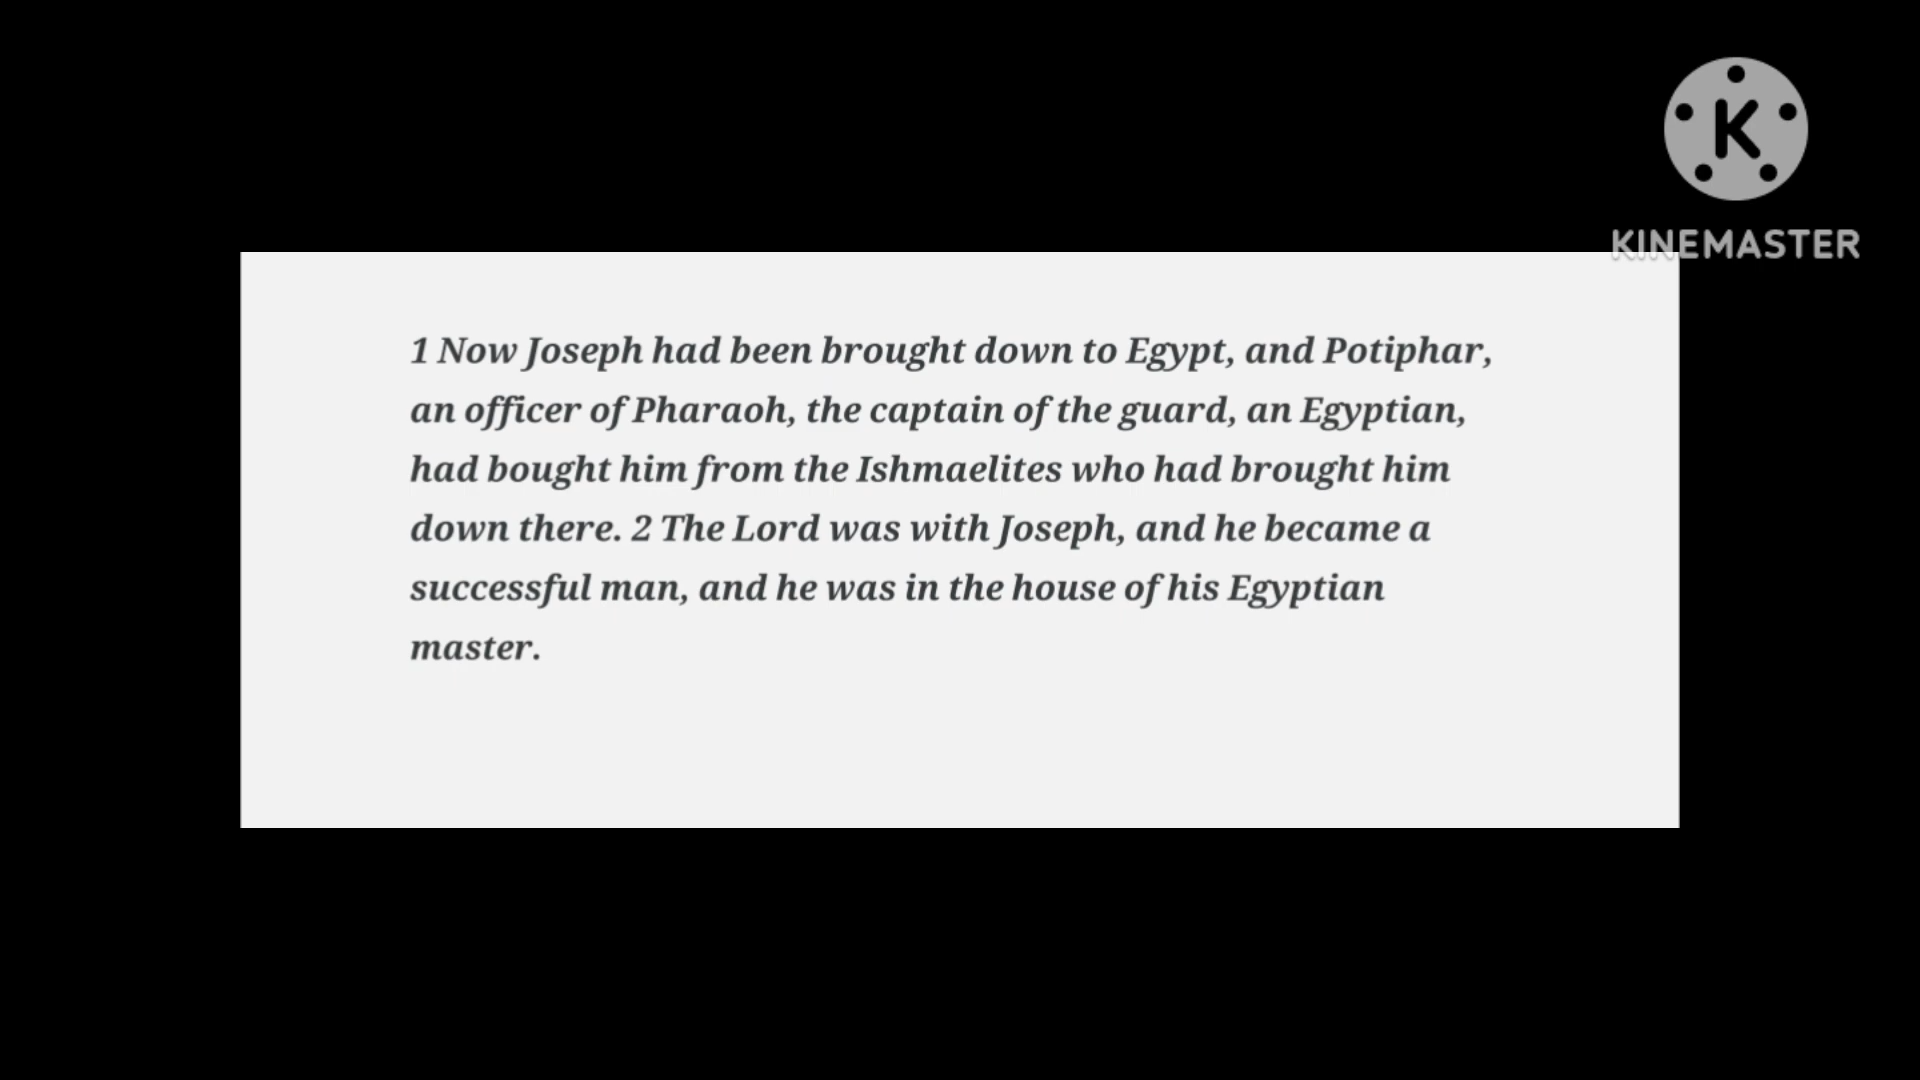 K
KINEMASTER
1 Now Joseph had been brought down to Egypt, and Potiphar,
an officer of Pharaoh, the captain of the guard, an Egyptian,
had bought him from the Ishmaelites who had brought him
down there. 2 The Lord was with Joseph, and he became a
successful man, and he was in the house of his Egyptian
master.